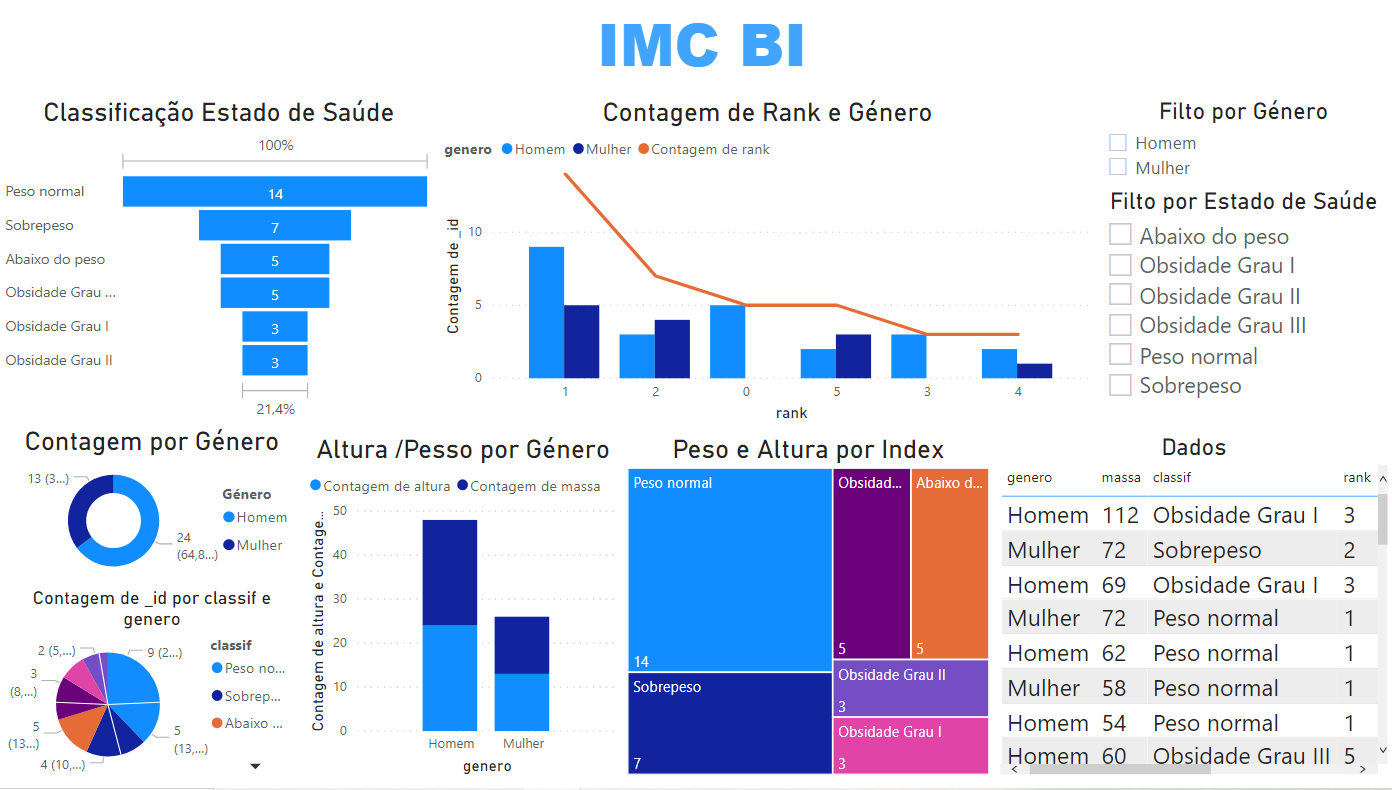 IMC BI
Classificação Estado de Saúde
100%
Peso normal
14
Sobrepeso
7
Abaixo do peso
5
Obsidade Grau ...
5
Obsidade Grau I
3
Obsidade Grau II
3
21,4%
Contagem de Rank e Género
genero Homem Mulher Contagem de rank
Contagem de _id
10
5
0
1 2 0 5 3 4
rank
Filto por Género
Homem
Mulher
Filto por Estado de Saúde
Abaixo do peso
Obsidade Grau I
Obsidade Grau II
Obsidade Grau III
Peso normal
Sobrepeso
Contagem por Género
13 (3...)
24
(64,8...)
Género
Homem
Mulher
Contagem de _id por classif e
genero
2 (5,...)
9 (2...)
3
(8,...)
5
(13...)
4 (10,...)
5
(13,...)
classif
Peso no...
Sobrep...
Abaixo ...
Altura /Pesso por Género
Contagem de altura Contagem de massa
Contagem de altura e Contage...
50
40
30
20
10
0
Homem Mulher
genero
Peso e Altura por Index
Peso normal
14
Sobrepeso
7
Obsidad...
5
Abaixo d...
5
Obsidade Grau II
3
Obsidade Grau I
3
Dados
genero massa classif rank
Homem 112 Obsidade Grau I 3
Mulher 72 Sobrepeso 2
Homem 69 Obsidade Grau I 3
Mulher 72 Peso normal 1
Homem 62 Peso normal 1
Mulher 58 Peso normal 1
Homem 54 Peso normal 1
Homem 60 Obsidade Grau III 5